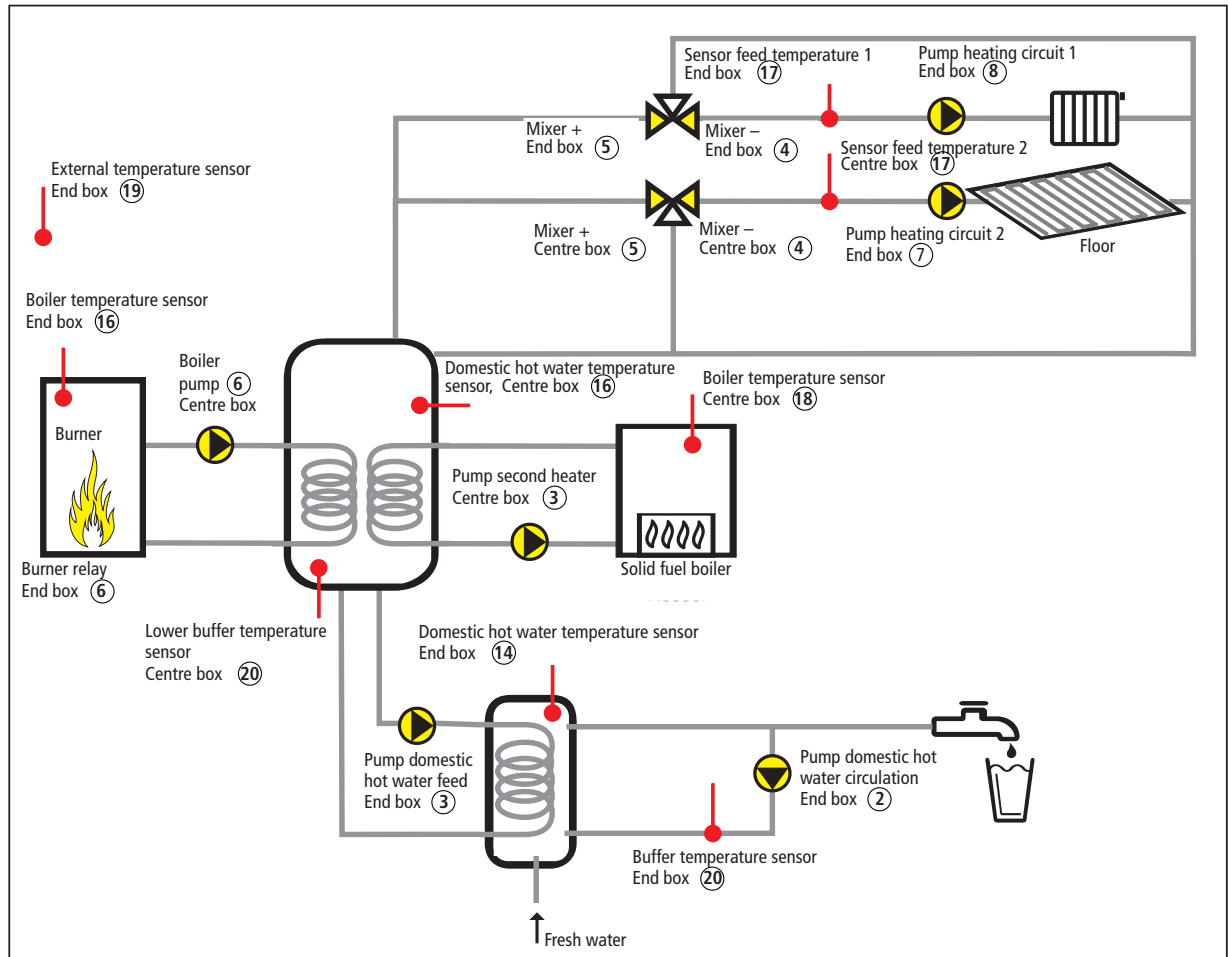 Sensor feed temperature 1
End box 17
Pump heating circuit 1
End box 8
Mixer +
End box 5
Mixer –
End box 4
Sensor feed temperature 2
Centre box 17
External temperature sensor
End box 19
Mixer +
Centre box 5
Mixer –
Centre box 4
Pump heating circuit 2
End box 7
Floor
Boiler temperature sensor
End box 16
Boiler
pump 6
Centre box
Domestic hot water temperature
sensor, Centre box 16
Boiler temperature sensor
Centre box 18
Burner
Pump second heater
Centre box 3
Burner relay
End box 6
Solid fuel boiler
Lower buffer temperature
sensor
Centre box 20
Domestic hot water temperature sensor
End box 14
Pump domestic
hot water feed
End box 3
Pump domestic hot
water circulation
End box 2
Buffer temperature sensor
End box 20
Fresh water